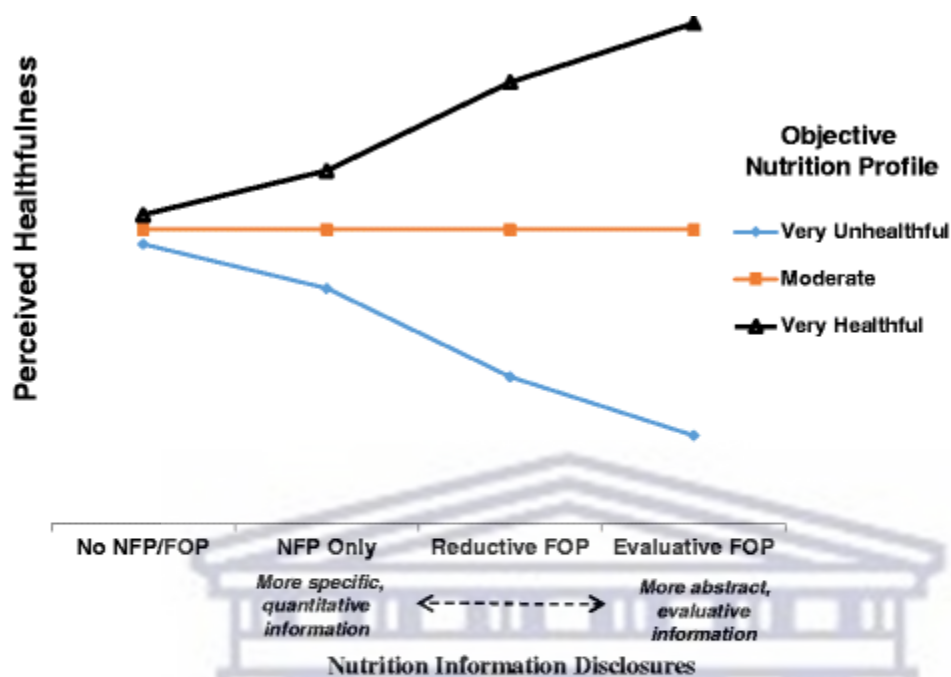 Perceived Healthfulness
Objective
Nutrition Profile
Very Unhealthful
Moderate
Very Healthful
No NFP/FOP
NFP Only
Reductive FOP
Evaluative FOP
More specific,
quantitative
information
More abstract,
evaluative
information
Nutrition Information Disclosures